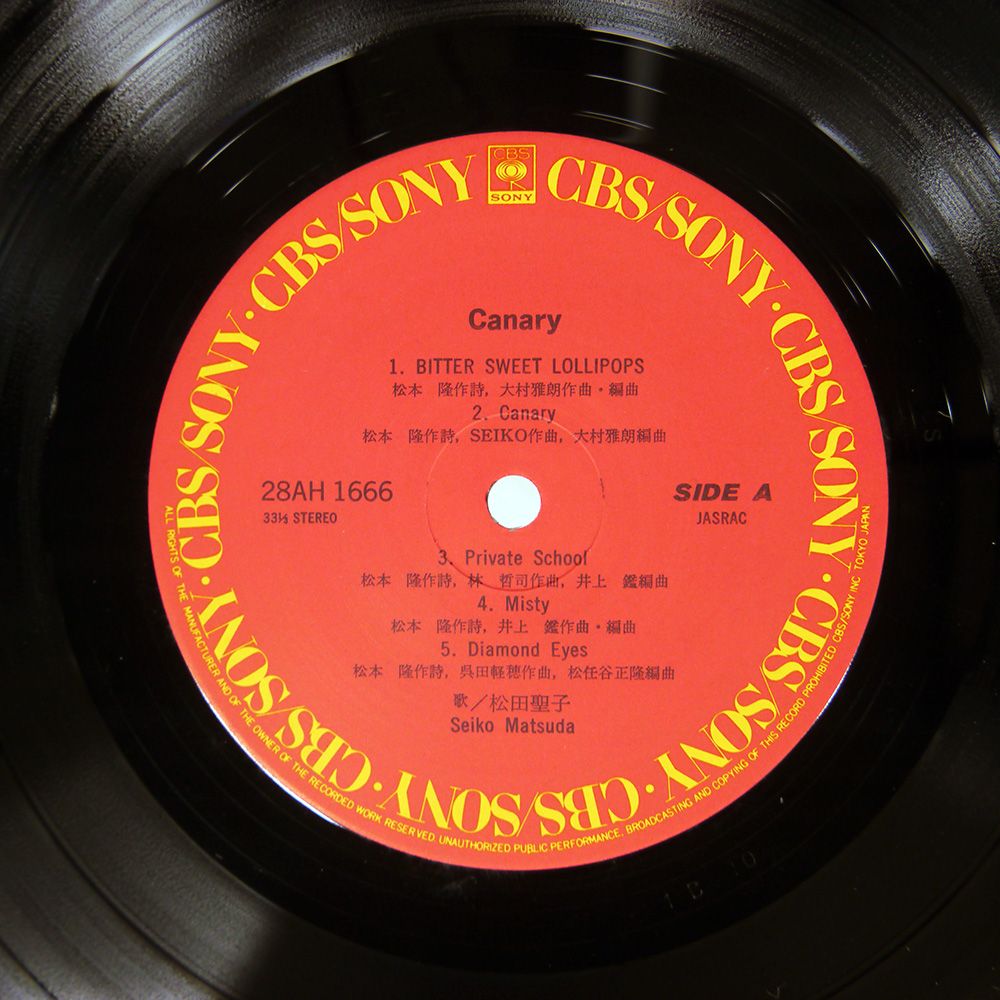 CBS
SONY
CBS/SONY · CBS/SONY · CBS/SONY · CBS/SONY · CBS/SONY · CBS/SONY · CBS/SONY · CBS/SONY
Canary
1. BITTER SWEET LOLLIPOPS
松本 隆作詩, 大村雅朗作曲・編曲
2. Canary
松本 隆作詩, SEIKO作曲, 大村雅朗編曲
28AH 1666
SIDE A
33⅓ STEREO
JASRAC
3. Private School
松本 隆作詩, 林 哲司作曲, 井上 鑑編曲
4. Misty
松本 隆作詩, 井上 鑑作曲・編曲
5. Diamond Eyes
松本 隆作詩, 呉田軽穂作曲, 松任谷正隆編曲
歌／松田聖子
Seiko Matsuda
ALL RIGHTS OF THE MANUFACTURER AND OF THE OWNER OF THE RECORDED WORK RESERVED. UNAUTHORIZED PUBLIC PERFORMANCE, BROADCASTING AND COPYING OF THIS RECORD PROHIBITED CBS/SONY INC TOKYO JAPAN